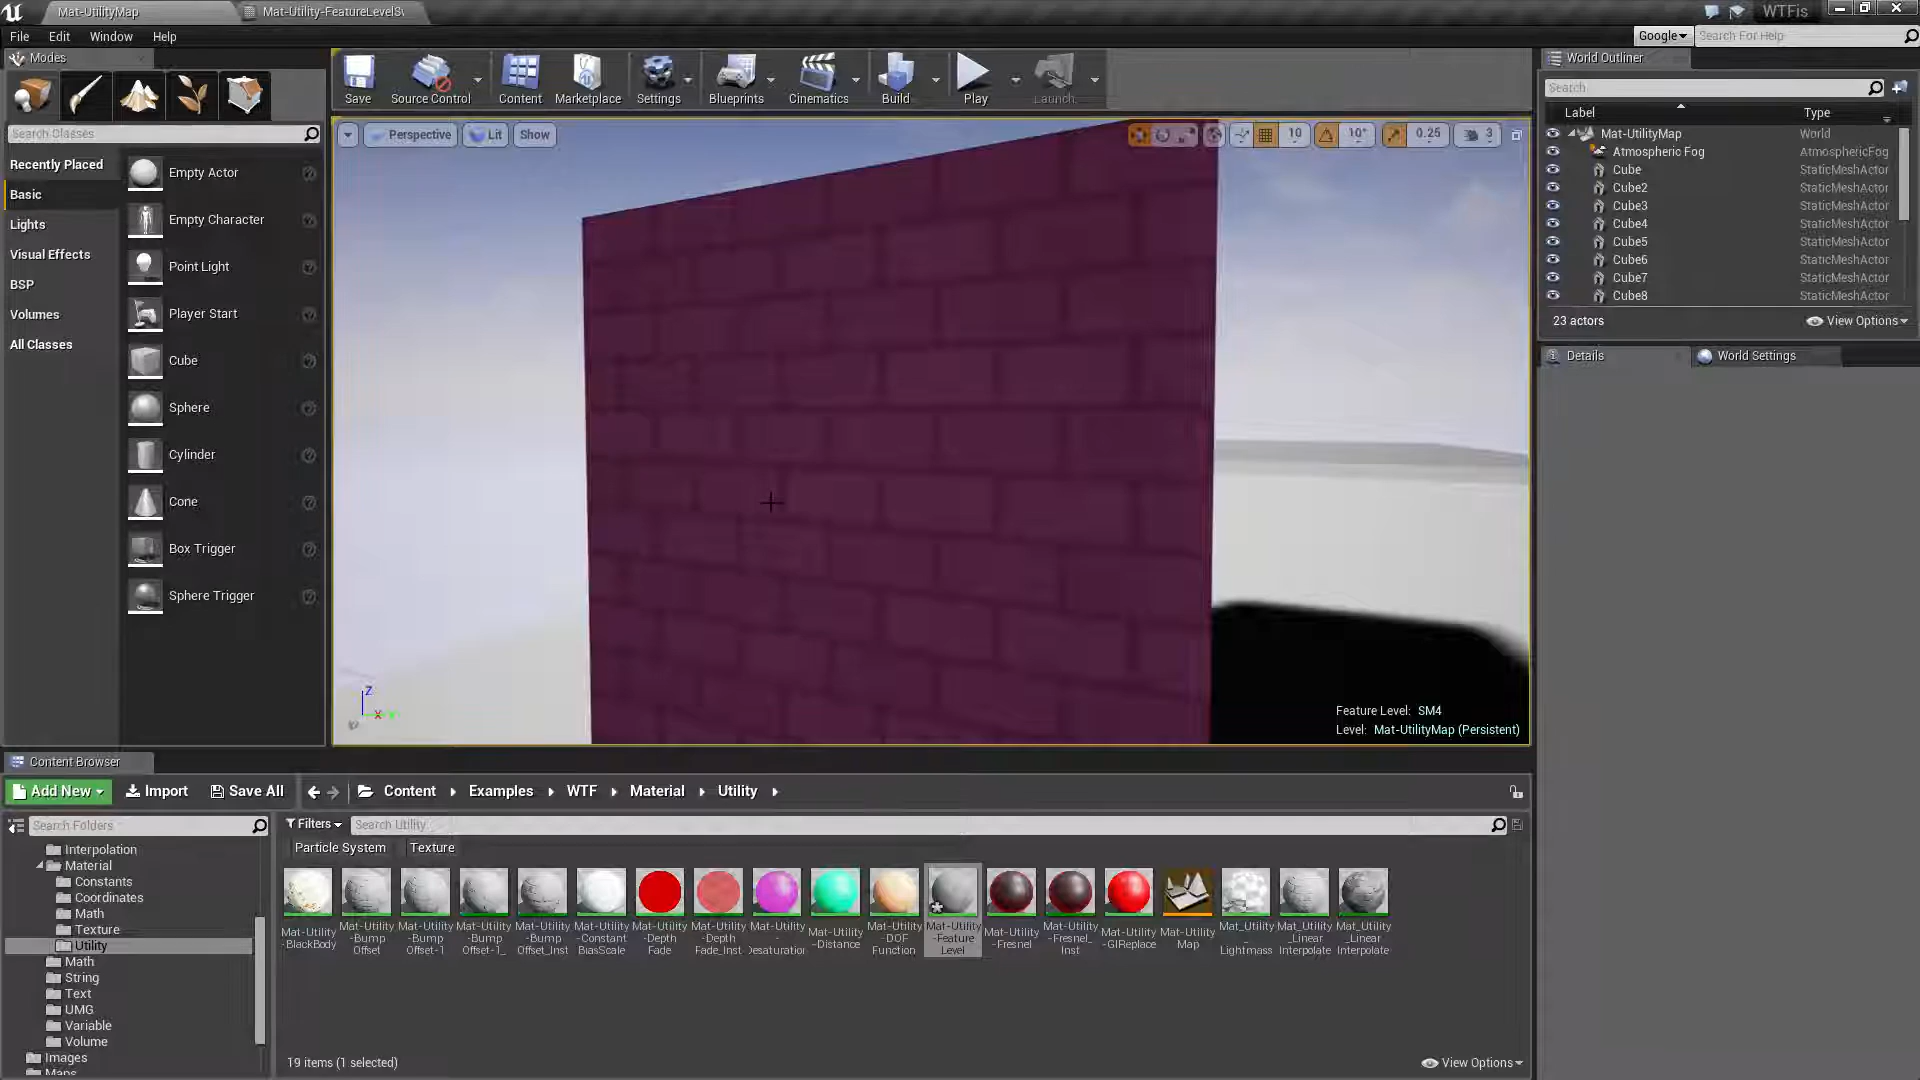 Mat-UtilityMap
Mat-Utility-FeatureLevelSw
WTFis
File Edit Window Help
Google
Search For Help
Modes
Search Classes
Recently Placed
Basic
Lights
Visual Effects
BSP
Volumes
All Classes
Empty Actor
Empty Character
Point Light
Player Start
Cube
Sphere
Cylinder
Cone
Box Trigger
Sphere Trigger
Save Source Control Content Marketplace Settings Blueprints Cinematics Build Play Launch
Perspective Lit Show
10 10° 0.25 3
Z
X
Feature Level: SM4
Level: Mat-UtilityMap (Persistent)
World Outliner
Search
Label Type
Mat-UtilityMap World
Atmospheric Fog AtmosphericFog
Cube StaticMeshActor
Cube2 StaticMeshActor
Cube3 StaticMeshActor
Cube4 StaticMeshActor
Cube5 StaticMeshActor
Cube6 StaticMeshActor
Cube7 StaticMeshActor
Cube8 StaticMeshActor
23 actors
View Options
Details World Settings
Content Browser
Add New Import Save All Content Examples WTF Material Utility
Search Folders
Interpolation
Material
Constants
Coordinates
Math
Texture
Utility
Math
String
Text
UMG
Variable
Volume
Images
Maps
Filters Search Utility
Particle System Texture
Mat-Utility
-BlackBody
Mat-Utility
-Bump
Offset
Mat-Utility
-Bump
Offset-1
Mat-Utility
-Bump
Offset-1_
Mat-Utility
-Bump
Offset_Inst
Mat-Utility
-Constant
BiasScale
Mat-Utility
-Depth
Fade
Mat-Utility
-Depth
Fade_Inst
Mat-Utility
-
Desaturation
Mat-Utility
-Distance
Mat-Utility
-DOF
Function
Mat-Utility
-Feature
Level
Mat-Utility
-Fresnel
Mat-Utility
-Fresnel_
Inst
Mat-Utility
-GIReplace
Mat-Utility
Map
Mat_Utility_
Lightmass
Mat_Utility
_Linear
Interpolate
Mat_Utility
_Linear
Interpolate
19 items (1 selected)
View Options